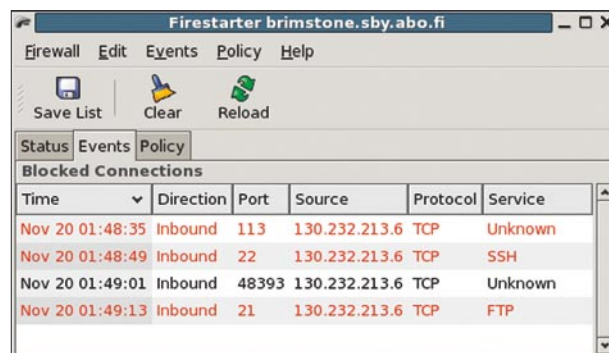 Firestarter brimstone.sby.abo.fi
Firewall Edit Events Policy Help
Save List Clear Reload
Status Events Policy
Blocked Connections
Time Direction Port Source Protocol Service
Nov 20 01:48:35 Inbound 113 130.232.213.6 TCP Unknown
Nov 20 01:48:49 Inbound 22 130.232.213.6 TCP SSH
Nov 20 01:49:01 Inbound 48393 130.232.213.6 TCP Unknown
Nov 20 01:49:13 Inbound 21 130.232.213.6 TCP FTP